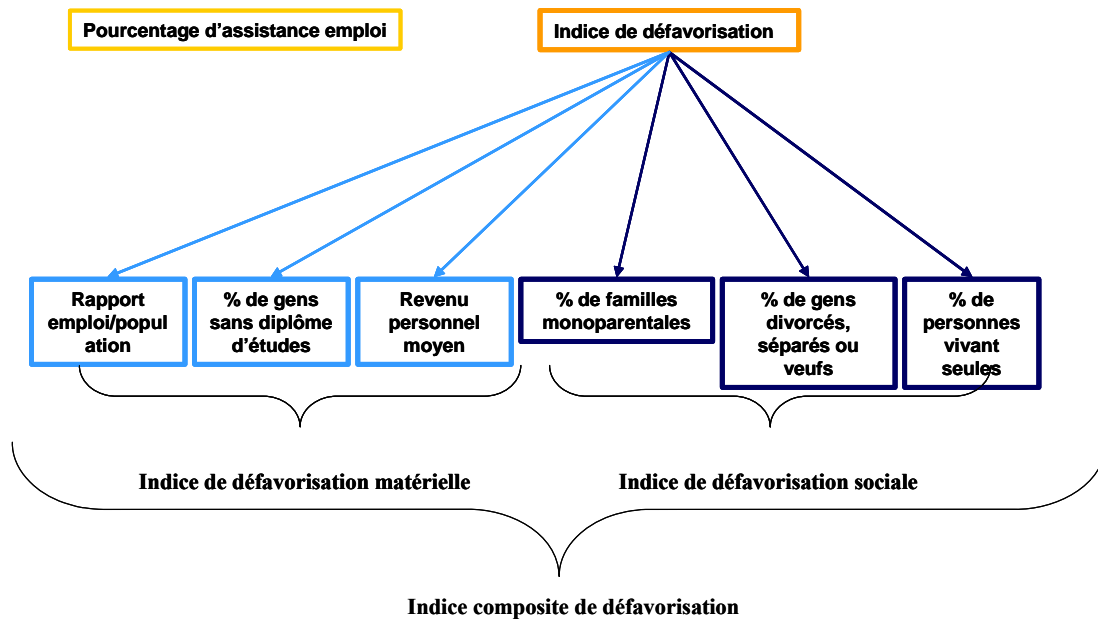 Pourcentage d'assistance emploi
Indice de défavorisation
Rapport
emploi/popul
ation
% de gens
sans diplôme
d'études
Revenu
personnel
moyen
% de familles
monoparentales
% de gens
divorcés,
séparés ou
veufs
% de
personnes
vivant
seules
Indice de défavorisation matérielle
Indice de défavorisation sociale
Indice composite de défavorisation